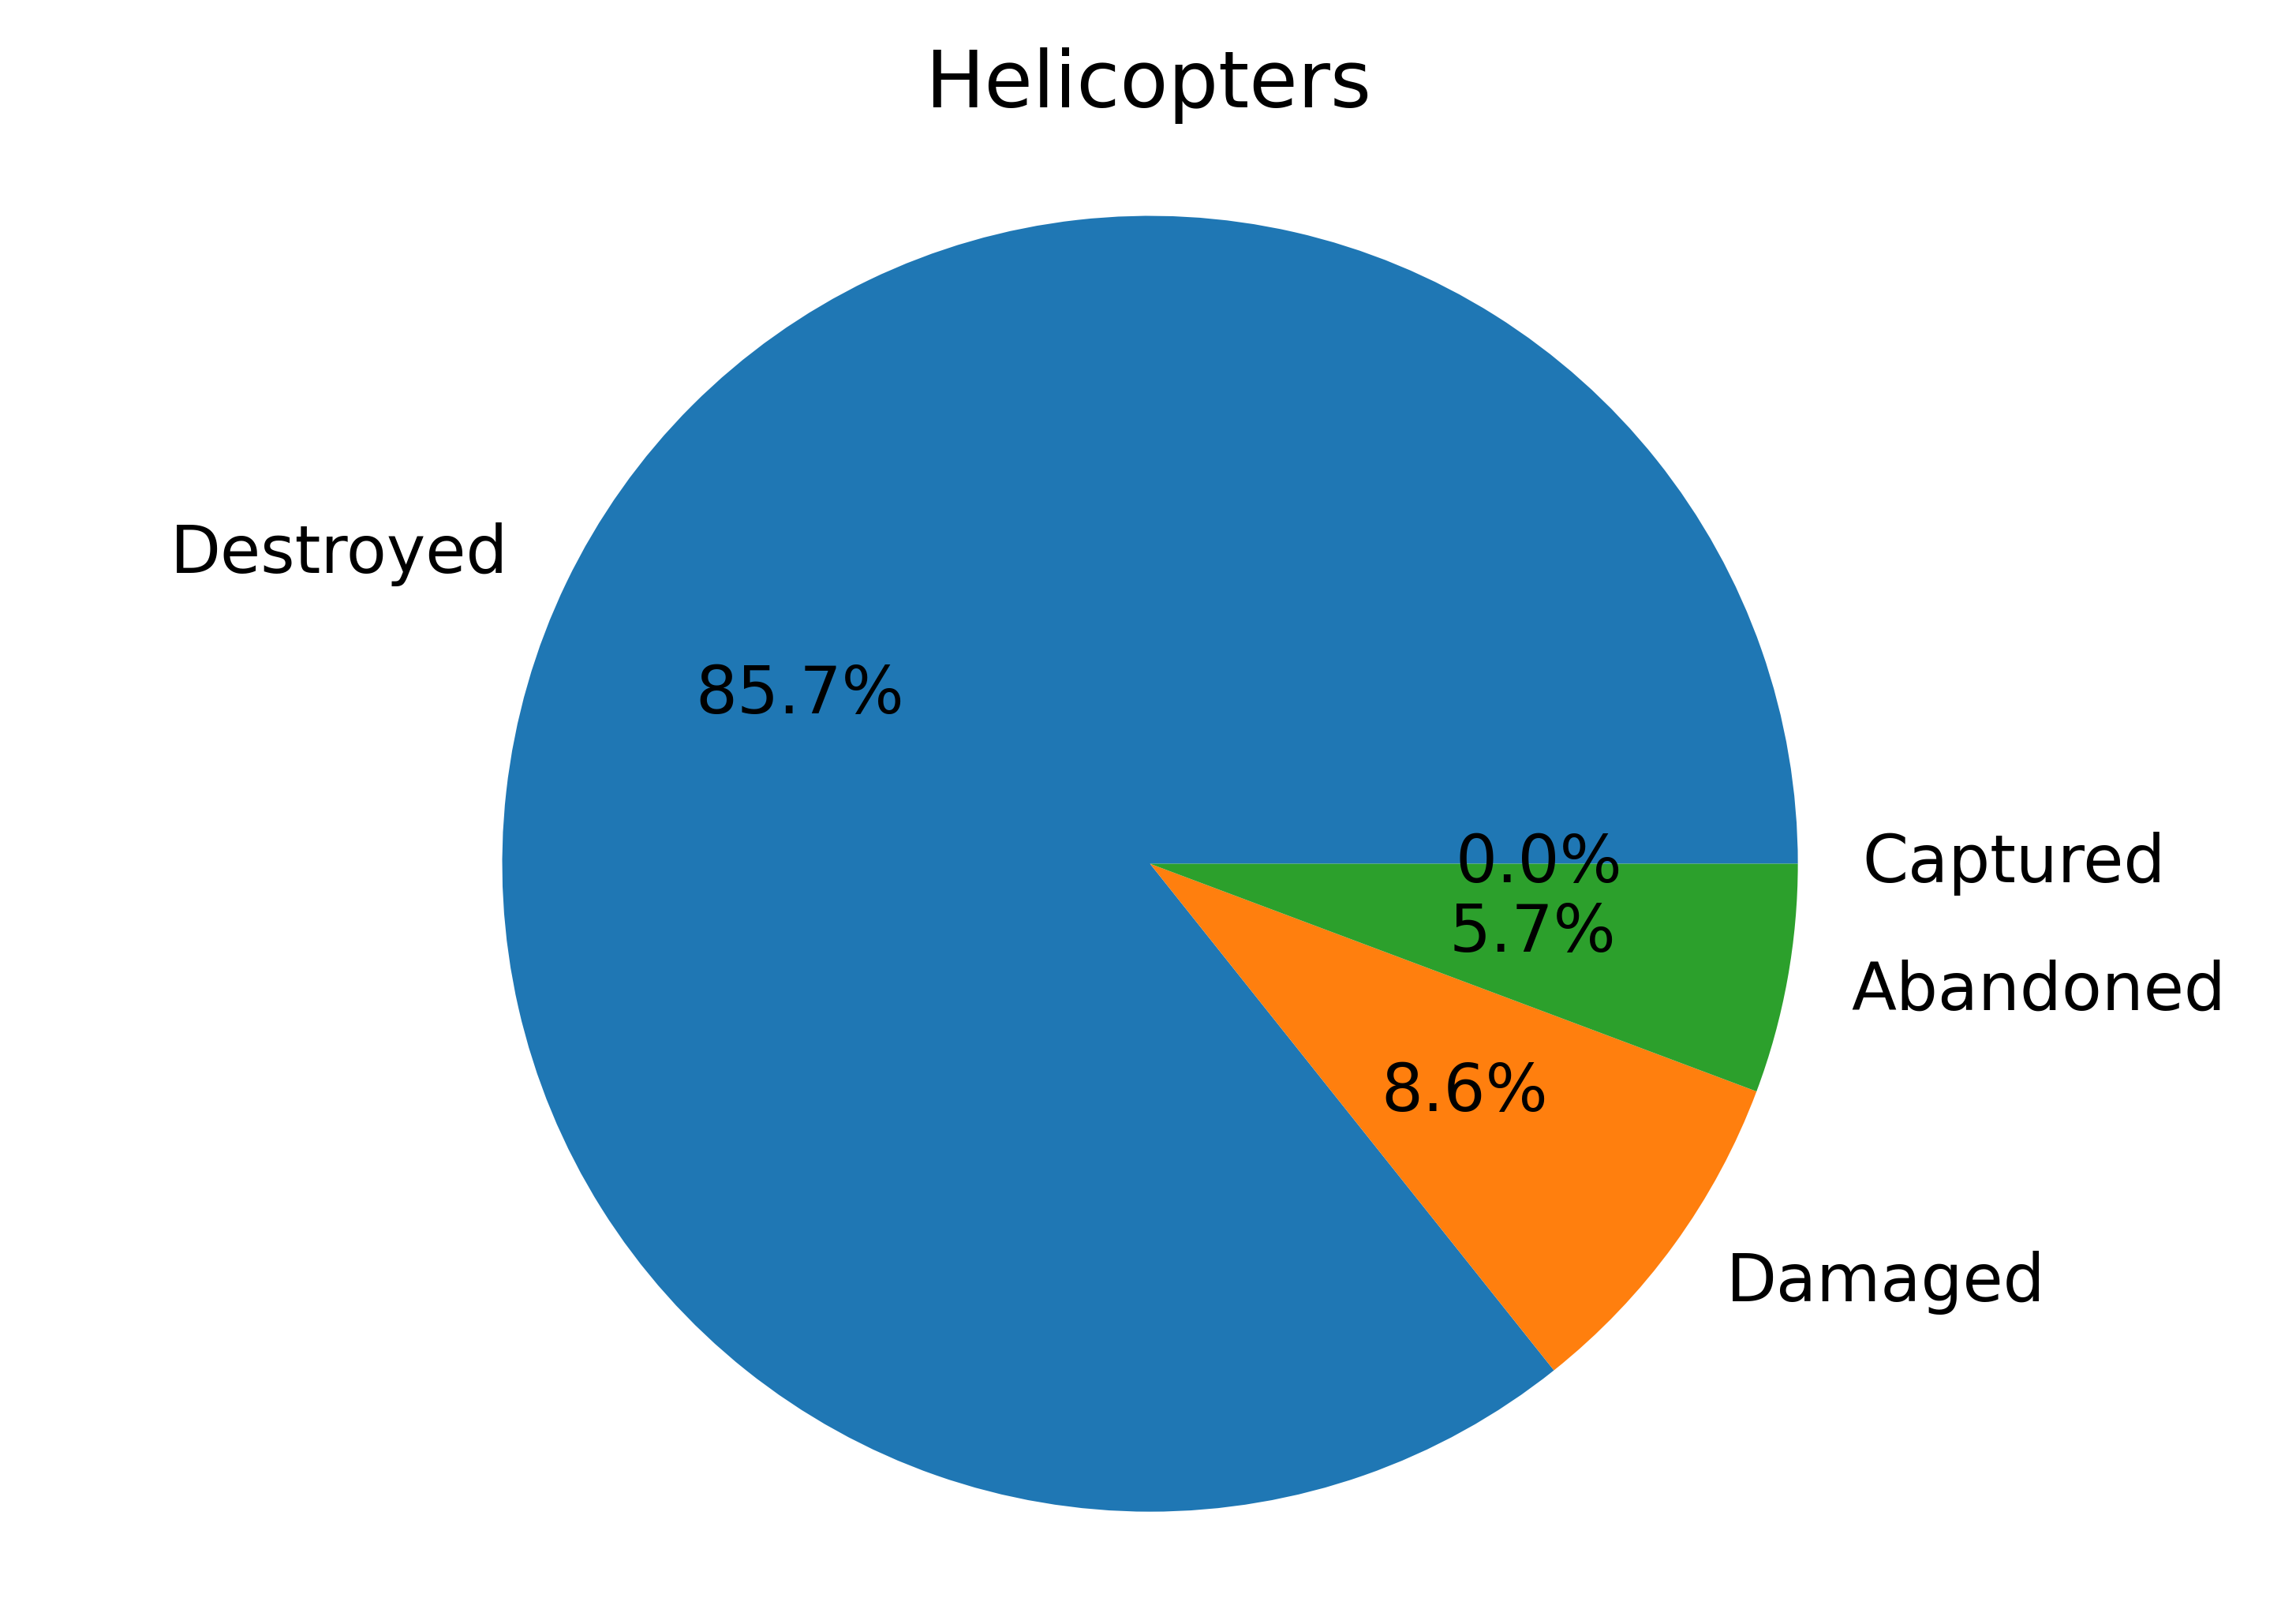 Helicopters
Destroyed
85.7%
0.0%
Captured
5.7%
Abandoned
8.6%
Damaged